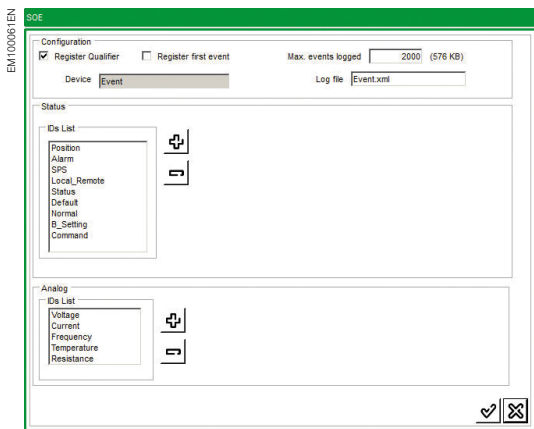 EM100061EN
SOE
Configuration
Register Qualifier Register first event Max. events logged 2000 (576 KB)
Device Event Log file Event.xml
Status
IDs List
Position
Alarm
SPS
Local_Remote
Status
Default
Normal
B_Setting
Command
Analog
IDs List
Voltage
Current
Frequency
Temperature
Resistance